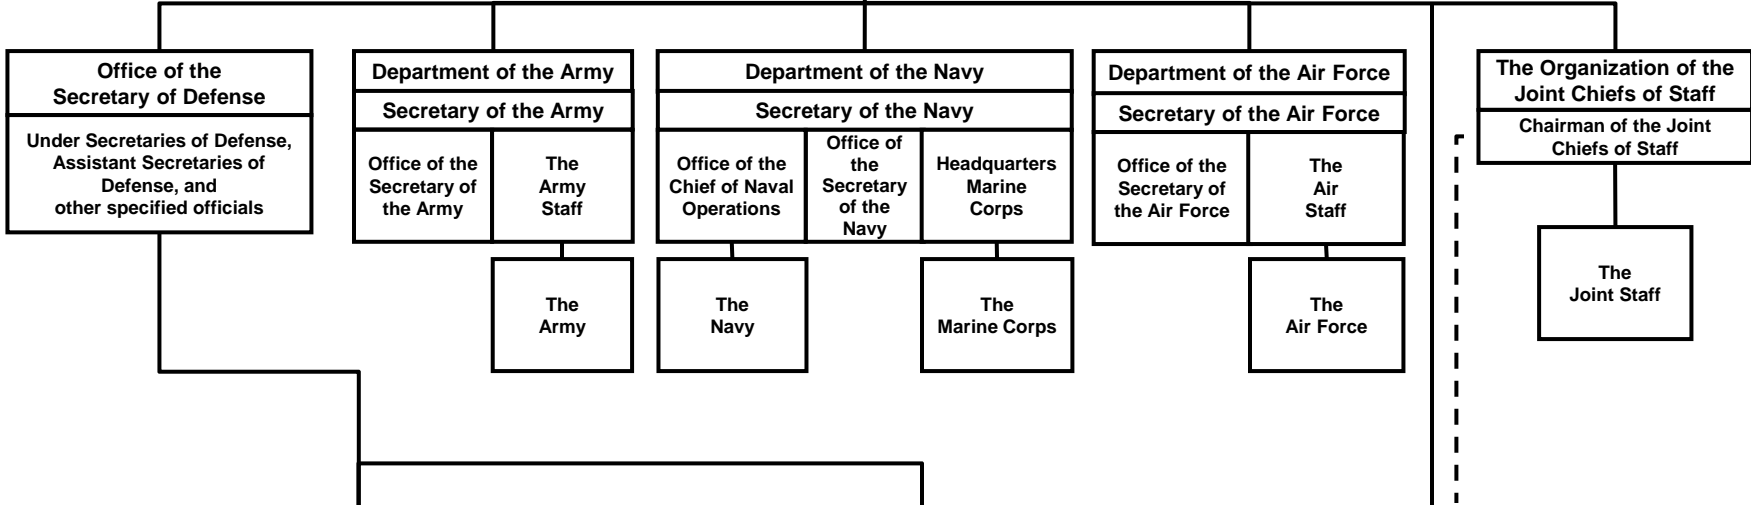 Office of the
Secretary of Defense
Under Secretaries of Defense,
Assistant Secretaries of
Defense, and
other specified officials
Department of the Army
Secretary of the Army
Office of the
Secretary of
the Army
The
Army
Staff
The
Army
Department of the Navy
Secretary of the Navy
Office of the
Chief of Naval
Operations
Office of
the
Secretary
of the
Navy
Headquarters
Marine
Corps
The
Navy
The
Marine Corps
Department of the Air Force
Secretary of the Air Force
Office of the
Secretary of
the Air Force
The
Air
Staff
The
Air Force
The Organization of the
Joint Chiefs of Staff
Chairman of the Joint
Chiefs of Staff
The
Joint Staff